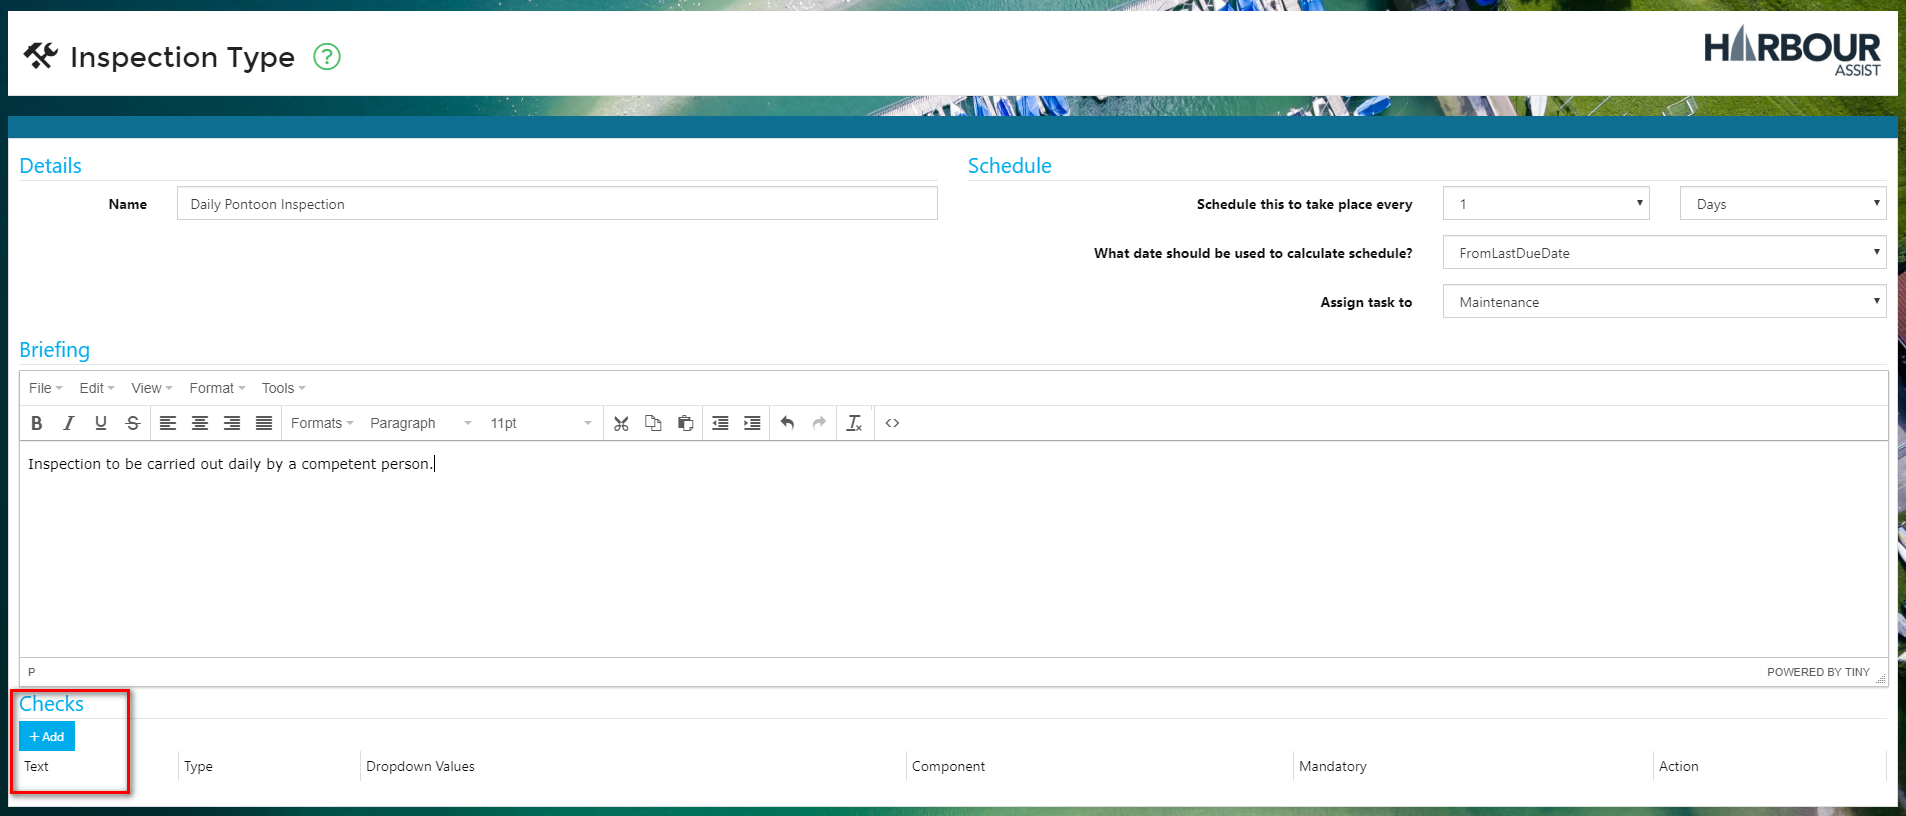 Inspection Type ?
HARBOUR
ASSIST
Details
Name
Daily Pontoon Inspection
Schedule
Schedule this to take place every
1
Days
What date should be used to calculate schedule?
FromLastDueDate
Assign task to
Maintenance
Briefing
File Edit View Format Tools
B I U S Formats Paragraph 11pt
Inspection to be carried out daily by a competent person.
P
POWERED BY TINY
Checks
+ Add
Text Type Dropdown Values Component Mandatory Action